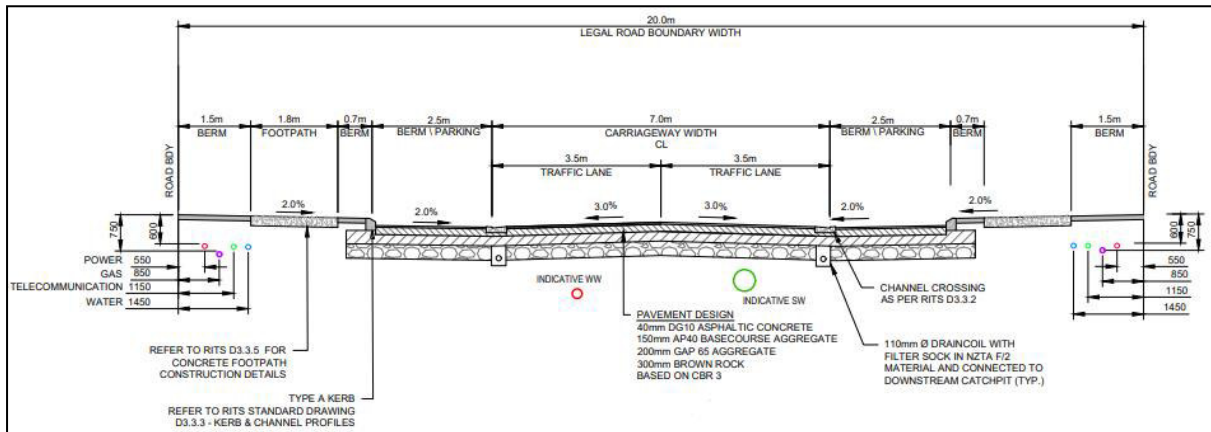 20.0m
LEGAL ROAD BOUNDARY WIDTH
1.5m
BERM
1.8m
FOOTPATH
0.7m
BERM
2.5m
BERM \ PARKING
7.0m
CARRIAGEWAY WIDTH
CL
2.5m
BERM \ PARKING
0.7m
BERM
1.5m
BERM
3.5m
TRAFFIC LANE
3.5m
TRAFFIC LANE
ROAD BDY
ROAD BDY
2.0%
2.0%
3.0%
3.0%
2.0%
2.0%
750
600
600
750
POWER 550
GAS 850
TELECOMMUNICATION 1150
WATER 1450
550
850
1150
1450
INDICATIVE WW
INDICATIVE SW
CHANNEL CROSSING
AS PER RITS D3.3.2
PAVEMENT DESIGN
40mm DG10 ASPHALTIC CONCRETE
150mm AP40 BASECOURSE AGGREGATE
200mm GAP 65 AGGREGATE
300mm BROWN ROCK
BASED ON CBR 3
110mm Ø DRAINCOIL WITH
FILTER SOCK IN NZTA F/2
MATERIAL AND CONNECTED TO
DOWNSTREAM CATCHPIT (TYP.)
REFER TO RITS D3.3.5 FOR
CONCRETE FOOTPATH
CONSTRUCTION DETAILS
TYPE A KERB
REFER TO RITS STANDARD DRAWING
D3.3.3 - KERB & CHANNEL PROFILES